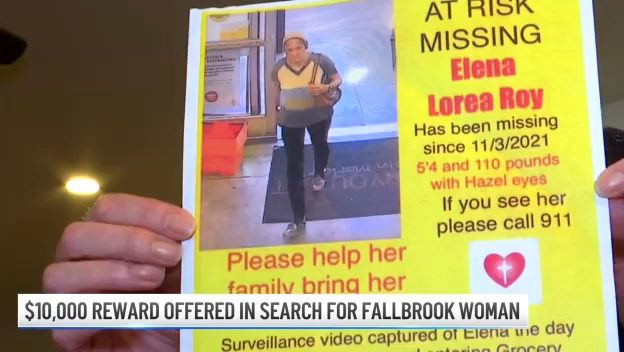 AT RISK
MISSING
Elena
Lorea Roy
Has been missing
since 11/3/2021
5'4 and 110 pounds
with Hazel eyes
If you see her
please call 911
Please help her
family bring her
$10,000 REWARD OFFERED IN SEARCH FOR FALLBROOK WOMAN
Surveillance video captured of Elena the day
entering Grocery